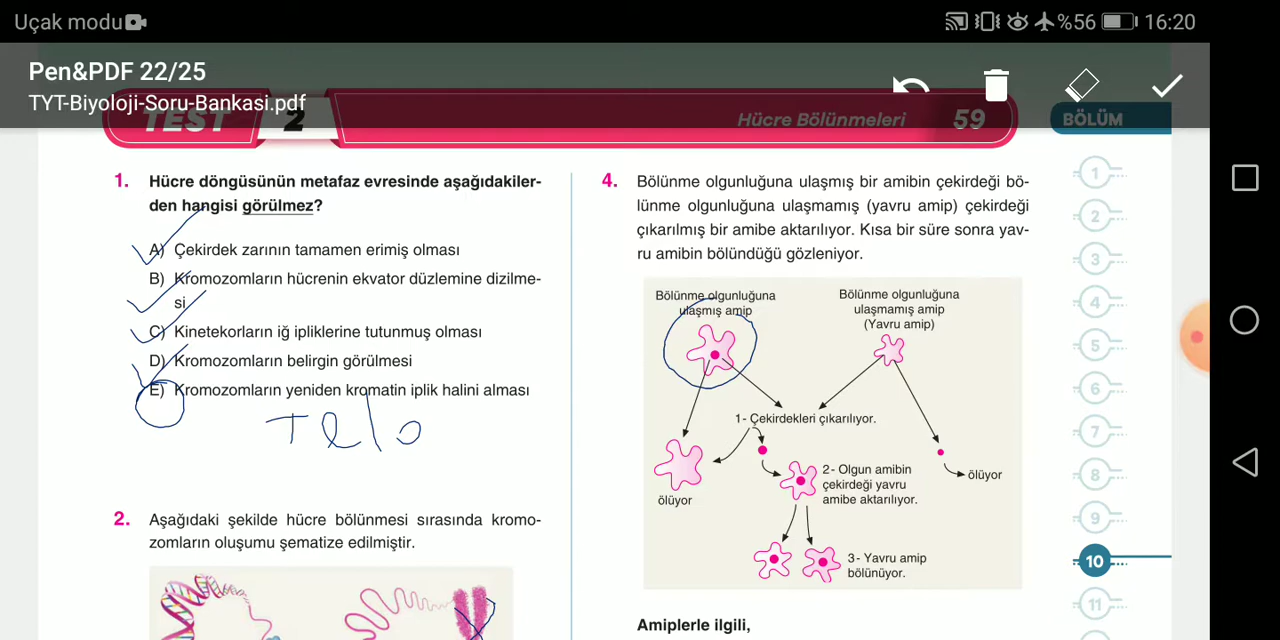 Uçak modu
%56 16:20
Pen&PDF 22/25
TYT-Biyoloji-Soru-Bankasi.pdf
TEST 2
Hücre Bölünmeleri 59
BÖLÜM
1. Hücre döngüsünün metafaz evresinde aşağıdakiler-
den hangisi görülmez?
A) Çekirdek zarının tamamen erimiş olması
B) Kromozomların hücrenin ekvator düzlemine dizilme-
si
C) Kinetekorların iğ ipliklerine tutunmuş olması
D) Kromozomların belirgin görülmesi
E) Kromozomların yeniden kromatin iplik halini alması
Telo
2. Aşağıdaki şekilde hücre bölünmesi sırasında kromo-
zomların oluşumu şematize edilmiştir.
4. Bölünme olgunluğuna ulaşmış bir amibin çekirdeği bö-
lünme olgunluğuna ulaşmamış (yavru amip) çekirdeği
çıkarılmış bir amibe aktarılıyor. Kısa bir süre sonra yav-
ru amibin bölündüğü gözleniyor.
Bölünme olgunluğuna
ulaşmış amip
Bölünme olgunluğuna
ulaşmamış amip
(Yavru amip)
1- Çekirdekleri çıkarılıyor.
ölüyor
2- Olgun amibin
çekirdeği yavru
amibe aktarılıyor.
ölüyor
3- Yavru amip
bölünüyor.
Amiplerle ilgili,
1
2
3
4
5
6
7
8
9
10
11